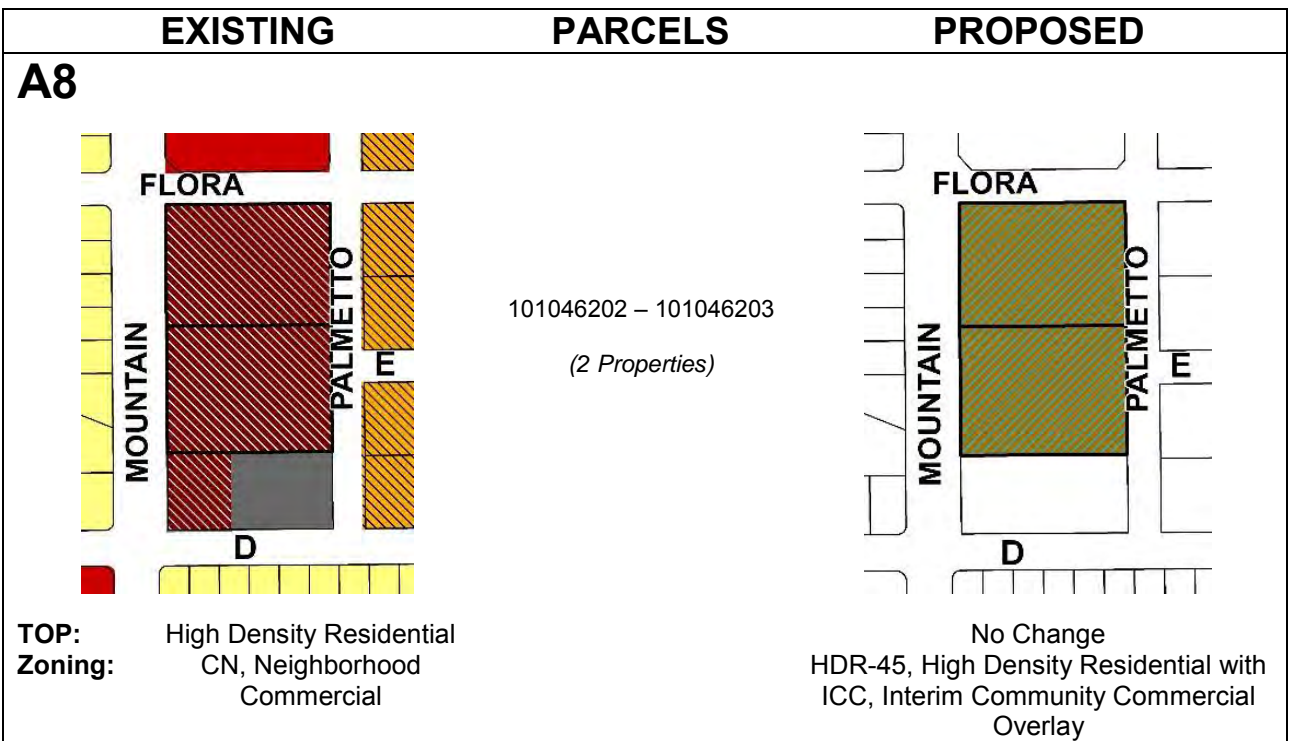 EXISTING PARCELS PROPOSED
A8
FLORA
MOUNTAIN
PALMETTO
E
D
101046202 – 101046203
(2 Properties)
FLORA
MOUNTAIN
PALMETTO
E
D
TOP: High Density Residential
Zoning: CN, Neighborhood
Commercial
No Change
HDR-45, High Density Residential with
ICC, Interim Community Commercial
Overlay